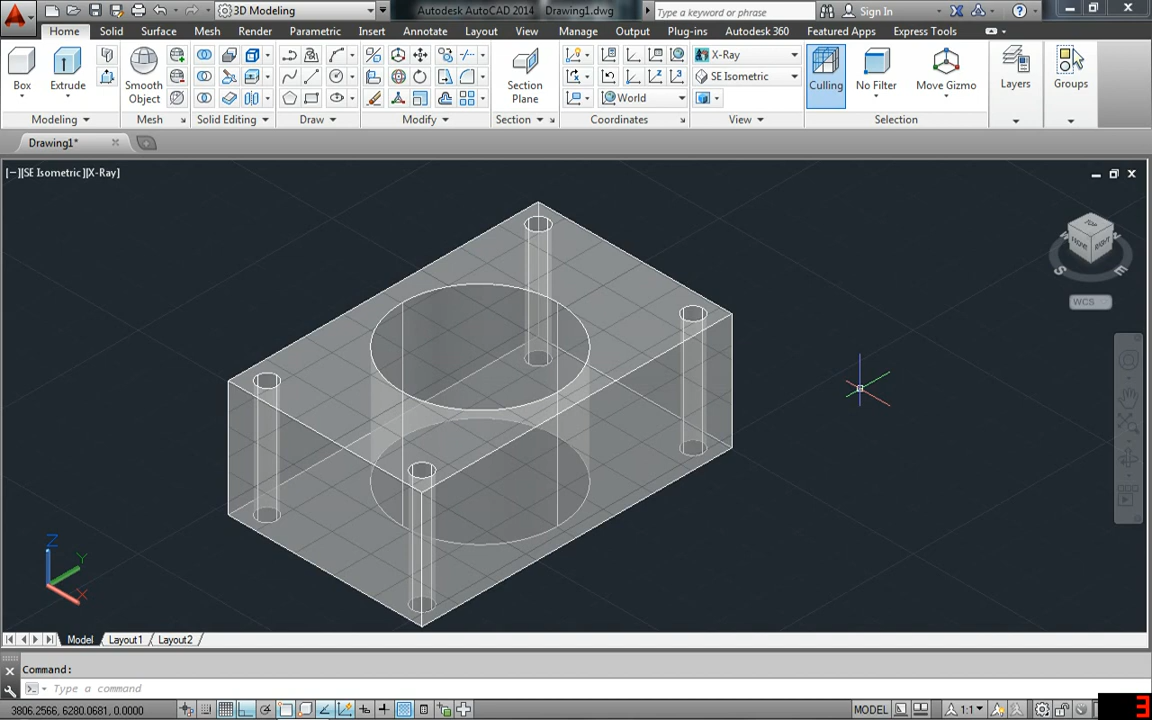 3D Modeling
Autodesk AutoCAD 2014 Drawing1.dwg
Type a keyword or phrase
Sign In
Home Solid Surface Mesh Render Parametric Insert Annotate Layout View Manage Output Plug-ins Autodesk 360 Featured Apps Express Tools
X-Ray
SE Isometric
World
Box
Extrude
Smooth
Object
Section
Plane
Culling
No Filter
Move Gizmo
Layers
Groups
Modeling Mesh Solid Editing Draw Modify Section Coordinates View Selection
Drawing1*
[−][SE Isometric][X-Ray]
TOP
FRONT
RIGHT
W
N
S
E
WCS
Z
Y
X
Model Layout1 Layout2
Command:
Type a command
3806.2566, 6280.0681, 0.0000
MODEL
1:1
3